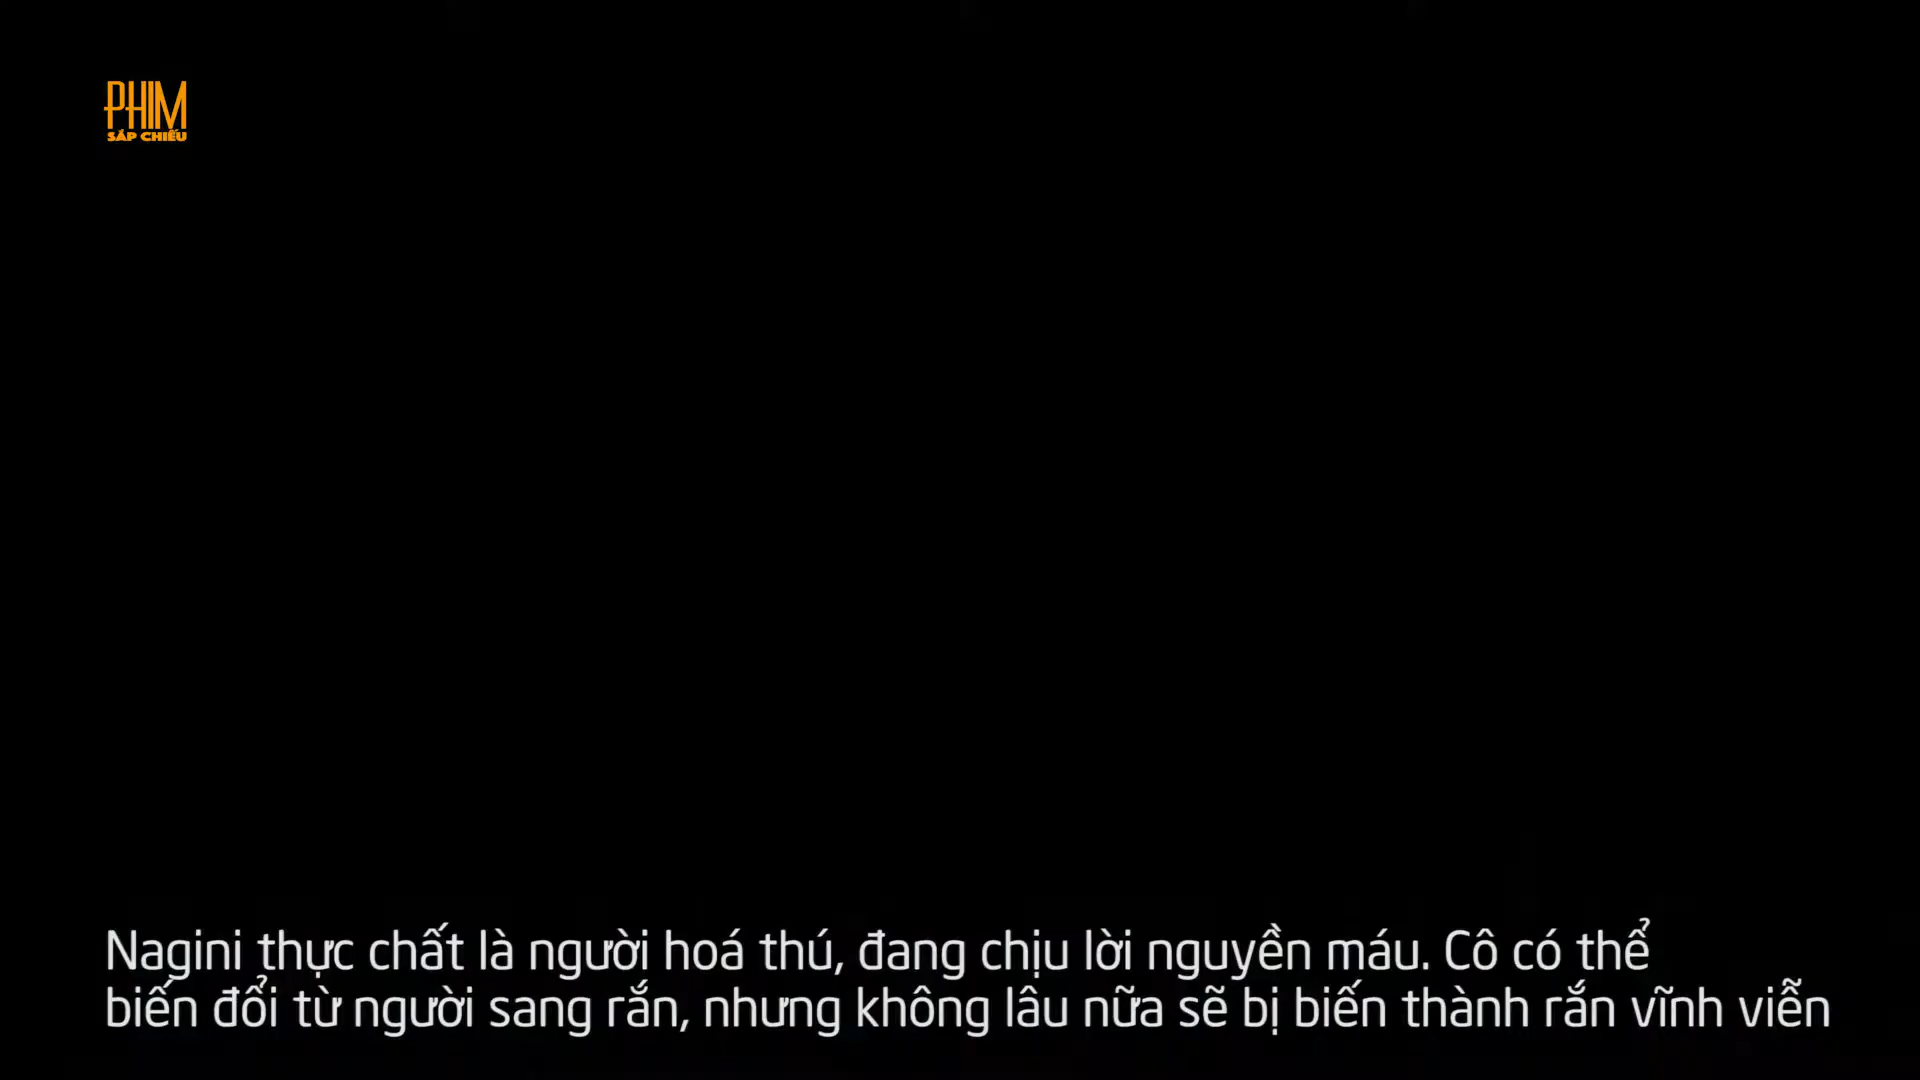 PHIM
SẮP CHIẾU
Nagini thực chất là người hoá thú, đang chịu lời nguyền máu. Cô có thể
biến đổi từ người sang rắn, nhưng không lâu nữa sẽ bị biến thành rắn vĩnh viễn